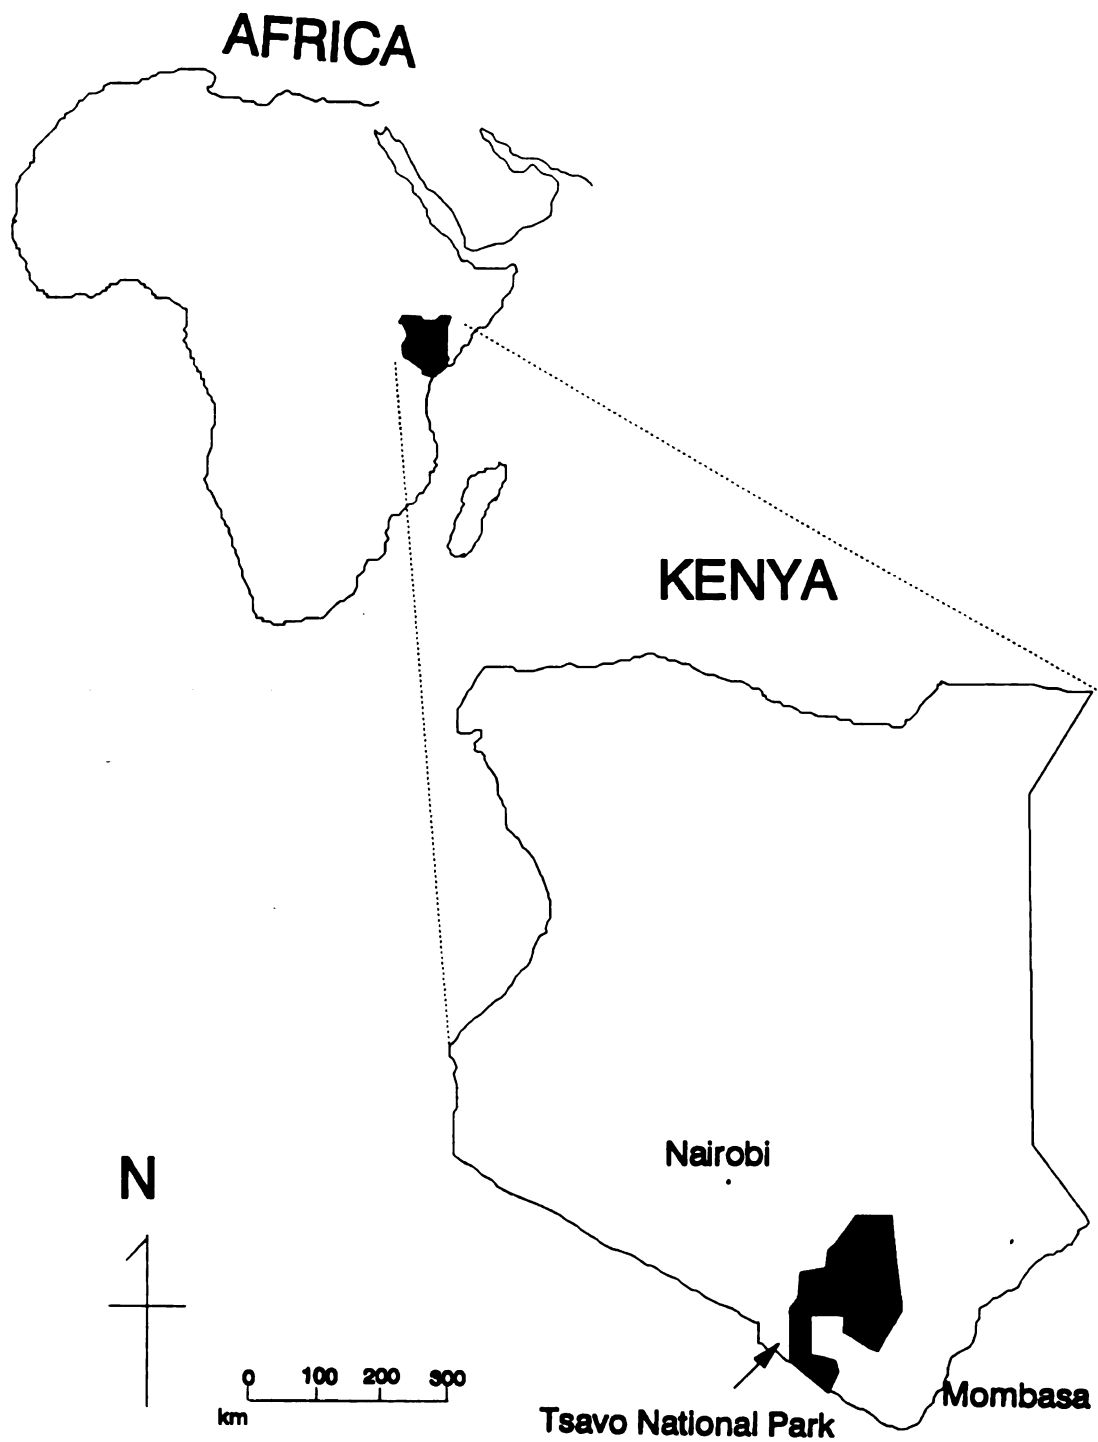 AFRICA
KENYA
Nairobi
N
0 100 200 300
km
Mombasa
Tsavo National Park